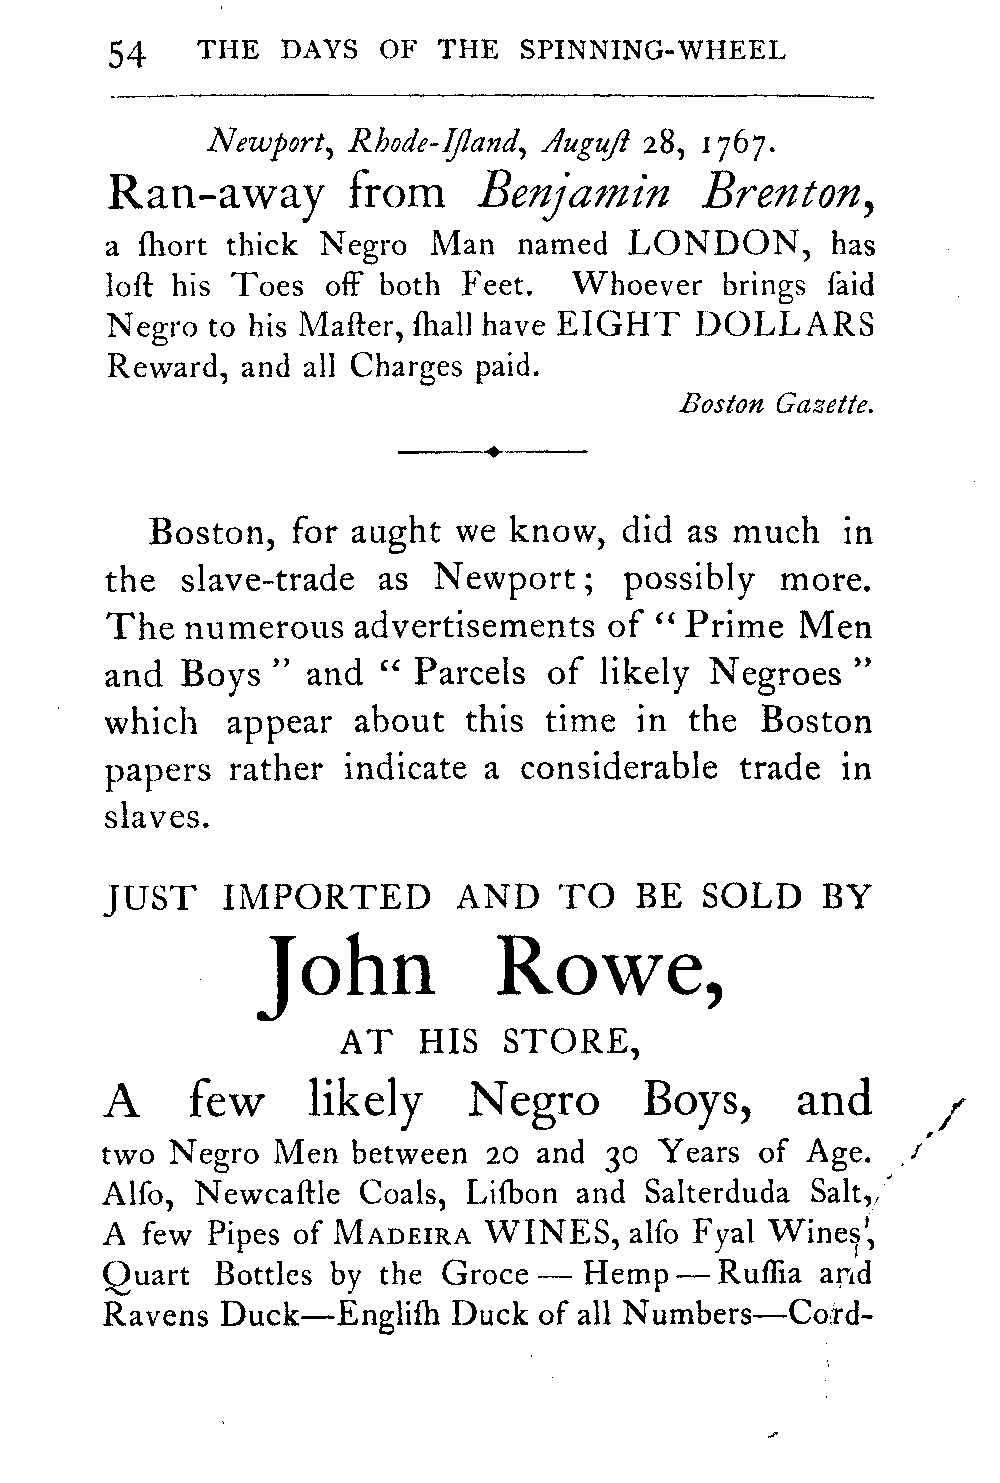 54 THE DAYS OF THE SPINNING-WHEEL
Newport, Rhode-Iſland, Auguſt 28, 1767.
Ran-away from Benjamin Brenton,
a ſhort thick Negro Man named LONDON, has
loſt his Toes off both Feet. Whoever brings ſaid
Negro to his Maſter, ſhall have EIGHT DOLLARS
Reward, and all Charges paid.
Boston Gazette.
Boston, for aught we know, did as much in
the slave-trade as Newport; possibly more.
The numerous advertisements of “ Prime Men
and Boys ” and “ Parcels of likely Negroes ”
which appear about this time in the Boston
papers rather indicate a considerable trade in
slaves.
JUST IMPORTED AND TO BE SOLD BY
John Rowe,
AT HIS STORE,
A few likely Negro Boys, and
two Negro Men between 20 and 30 Years of Age.
Alſo, Newcaſtle Coals, Liſbon and Salterduda Salt,
A few Pipes of MADEIRA WINES, alſo Fyal Wines,
Quart Bottles by the Groce — Hemp — Ruſſia and
Ravens Duck—Engliſh Duck of all Numbers—Cord-